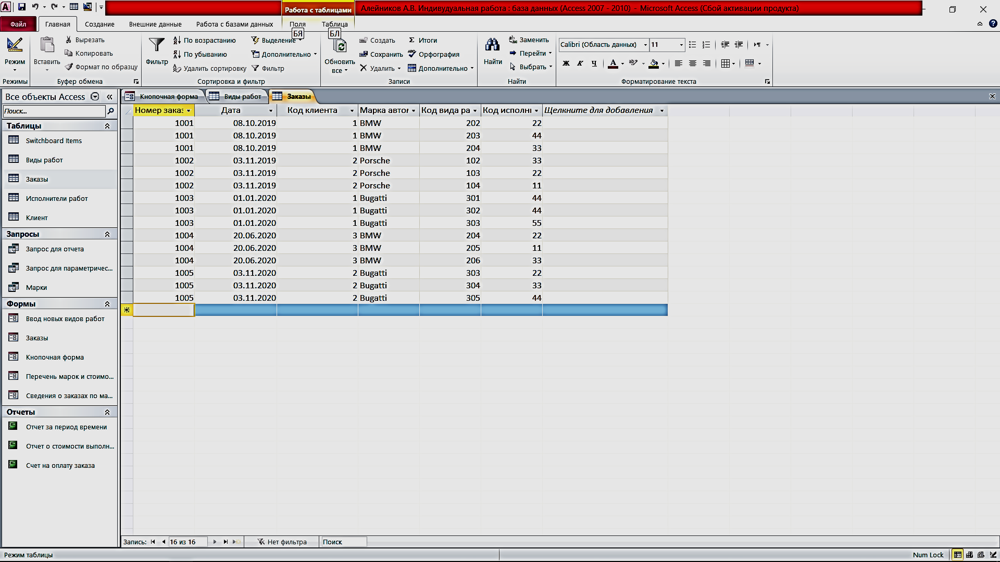 Работа с таблицами
Алейников А.В. Индивудуальная работа : база данных (Access 2007 - 2010) - Microsoft Access (Сбой активации продукта)
Файл Главная Создание Внешние данные Работа с базами данных Поля Таблица
БЯ БЛ
Режим
Режимы
Вставить
Вырезать
Копировать
Формат по образцу
Буфер обмена
Фильтр
По возрастанию
По убыванию
Удалить сортировку
Выделение
Дополнительно
Фильтр
Сортировка и фильтр
Обновить
все
Создать
Сохранить
Удалить
Итоги
Орфография
Дополнительно
Записи
Найти
Заменить
Перейти
Выбрать
Найти
Calibri (Область данных) 11
Ж К Ч
Форматирование текста
Все объекты Access
Поиск...
Таблицы
Switchboard Items
Виды работ
Заказы
Исполнители работ
Клиент
Запросы
Запрос для отчета
Запрос для параметричес...
Марки
Формы
Ввод новых видов работ
Заказы
Кнопочная форма
Перечень марок и стоимо...
Сведения о заказах по ма...
Отчеты
Отчет за период времени
Отчет о стоимости выполн...
Счет на оплату заказа
Кнопочная форма Виды работ Заказы
Номер заказ Дата Код клиента Марка автом Код вида ра Код исполни Щелкните для добавления
1001 08.10.2019 1 BMW 202 22
1001 08.10.2019 1 BMW 203 44
1001 08.10.2019 1 BMW 204 33
1002 03.11.2019 2 Porsche 102 33
1002 03.11.2019 2 Porsche 103 22
1002 03.11.2019 2 Porsche 104 11
1003 01.01.2020 1 Bugatti 301 44
1003 01.01.2020 1 Bugatti 302 44
1003 01.01.2020 1 Bugatti 303 55
1004 20.06.2020 3 BMW 204 22
1004 20.06.2020 3 BMW 205 11
1004 20.06.2020 3 BMW 206 33
1005 03.11.2020 2 Bugatti 303 22
1005 03.11.2020 2 Bugatti 304 33
1005 03.11.2020 2 Bugatti 305 44
Запись: 16 из 16 Нет фильтра Поиск
Режим таблицы Num Lock